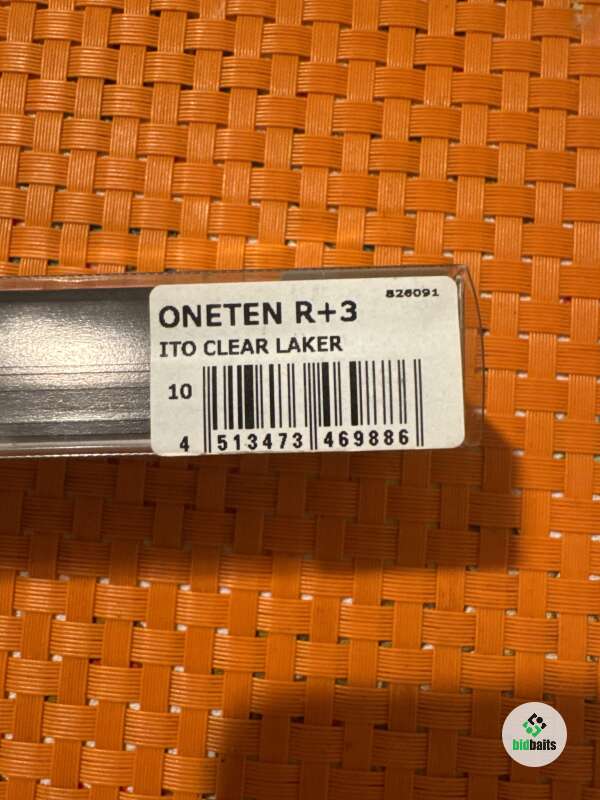 826091
ONETEN R+3
ITO CLEAR LAKER
10
4 513473 469886
bidbaits